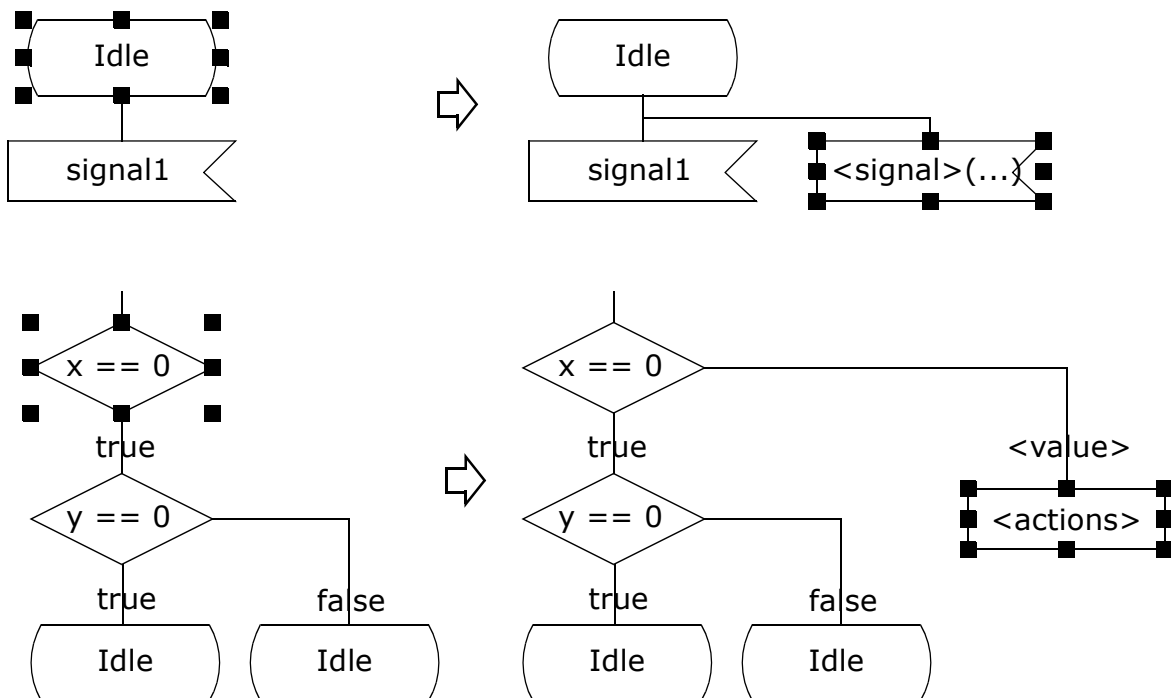 Idle
Idle
signal1
signal1
<signal>(...)
x == 0
x == 0
true
true
<value>
y == 0
y == 0
<actions>
true
false
true
false
Idle
Idle
Idle
Idle